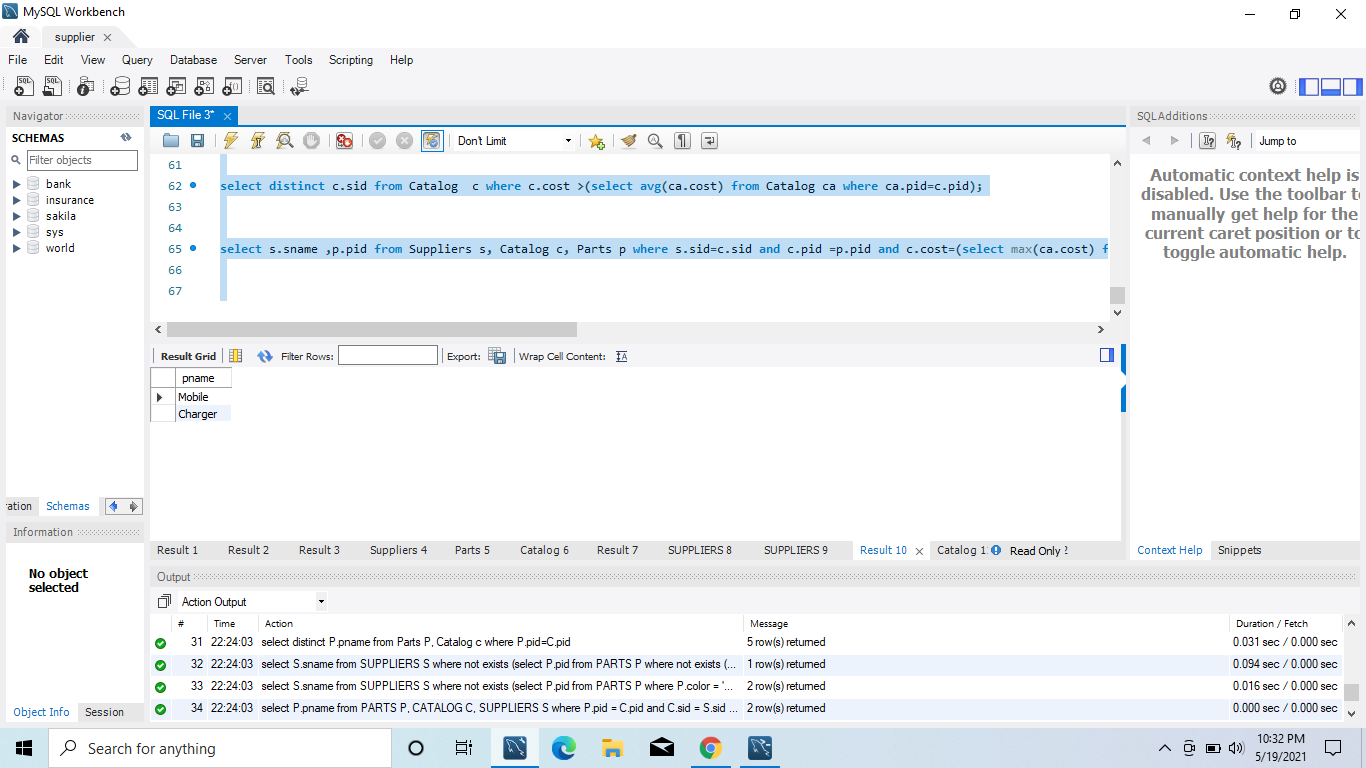 MySQL Workbench
supplier
File Edit View Query Database Server Tools Scripting Help
Navigator
SCHEMAS
Filter objects
bank
insurance
sakila
sys
world
ration Schemas
Information
No object
selected
Object Info Session
SQL File 3*
Don't Limit
61
62 select distinct c.sid from Catalog c where c.cost >(select avg(ca.cost) from Catalog ca where ca.pid=c.pid);
63
64
65 select s.sname ,p.pid from Suppliers s, Catalog c, Parts p where s.sid=c.sid and c.pid =p.pid and c.cost=(select max(ca.cost) f
66
67
Result Grid Filter Rows: Export: Wrap Cell Content:
pname
Mobile
Charger
Result 1 Result 2 Result 3 Suppliers 4 Parts 5 Catalog 6 Result 7 SUPPLIERS 8 SUPPLIERS 9 Result 10 Catalog 1 Read Only
SQLAdditions
Jump to
Automatic context help is
disabled. Use the toolbar to
manually get help for the
current caret position or to
toggle automatic help.
Context Help Snippets
Output
Action Output
# Time Action Message Duration / Fetch
31 22:24:03 select distinct P.pname from Parts P, Catalog c where P.pid=C.pid 5 row(s) returned 0.031 sec / 0.000 sec
32 22:24:03 select S.sname from SUPPLIERS S where not exists (select P.pid from PARTS P where not exists (... 1 row(s) returned 0.094 sec / 0.000 sec
33 22:24:03 select S.sname from SUPPLIERS S where not exists (select P.pid from PARTS P where P.color = '... 2 row(s) returned 0.016 sec / 0.000 sec
34 22:24:03 select P.pname from PARTS P, CATALOG C, SUPPLIERS S where P.pid = C.pid and C.sid = S.sid ... 2 row(s) returned 0.000 sec / 0.000 sec
Search for anything
10:32 PM
5/19/2021